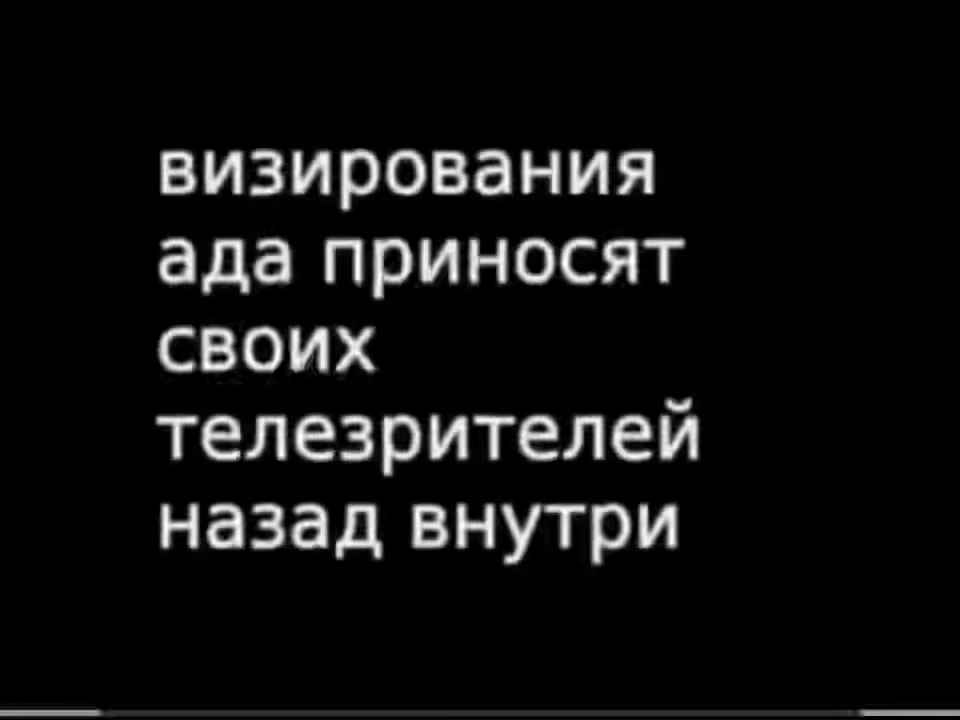 визирования
ада приносят
своих
телезрителей
назад внутри